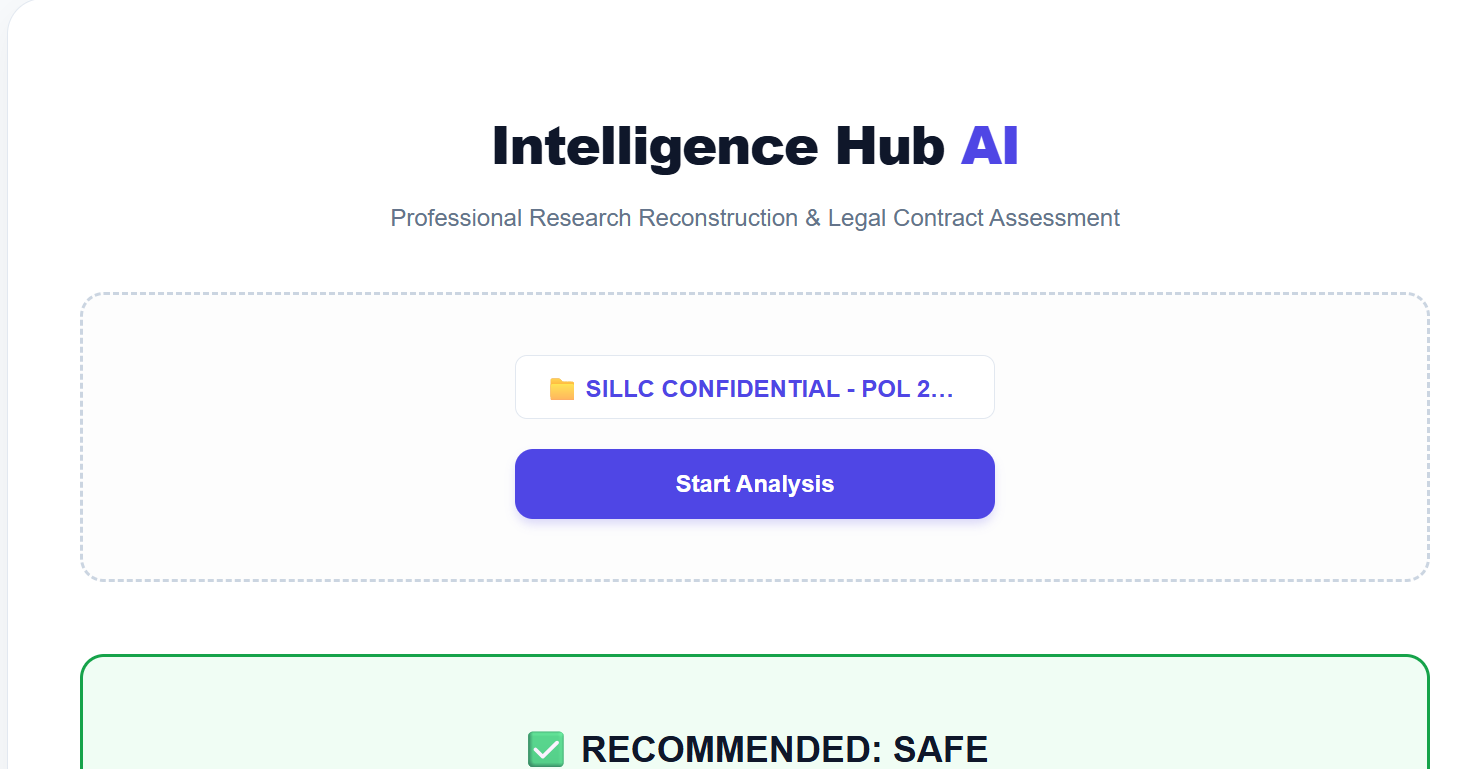 Intelligence Hub AI
Professional Research Reconstruction & Legal Contract Assessment
SILLC CONFIDENTIAL - POL 2...
Start Analysis
RECOMMENDED: SAFE